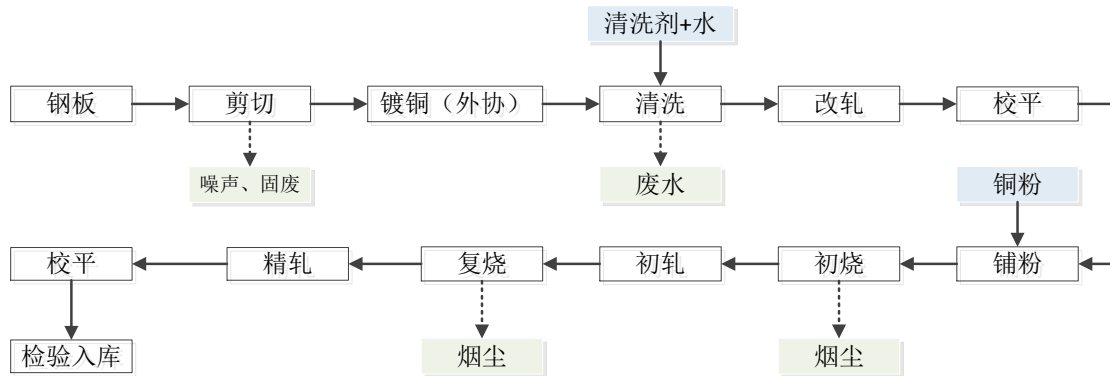 清洗剂+水
钢板
剪切
镀铜（外协）
清洗
改轧
校平
噪声、固废
废水
铜粉
校平
精轧
复烧
初轧
初烧
铺粉
检验入库
烟尘
烟尘